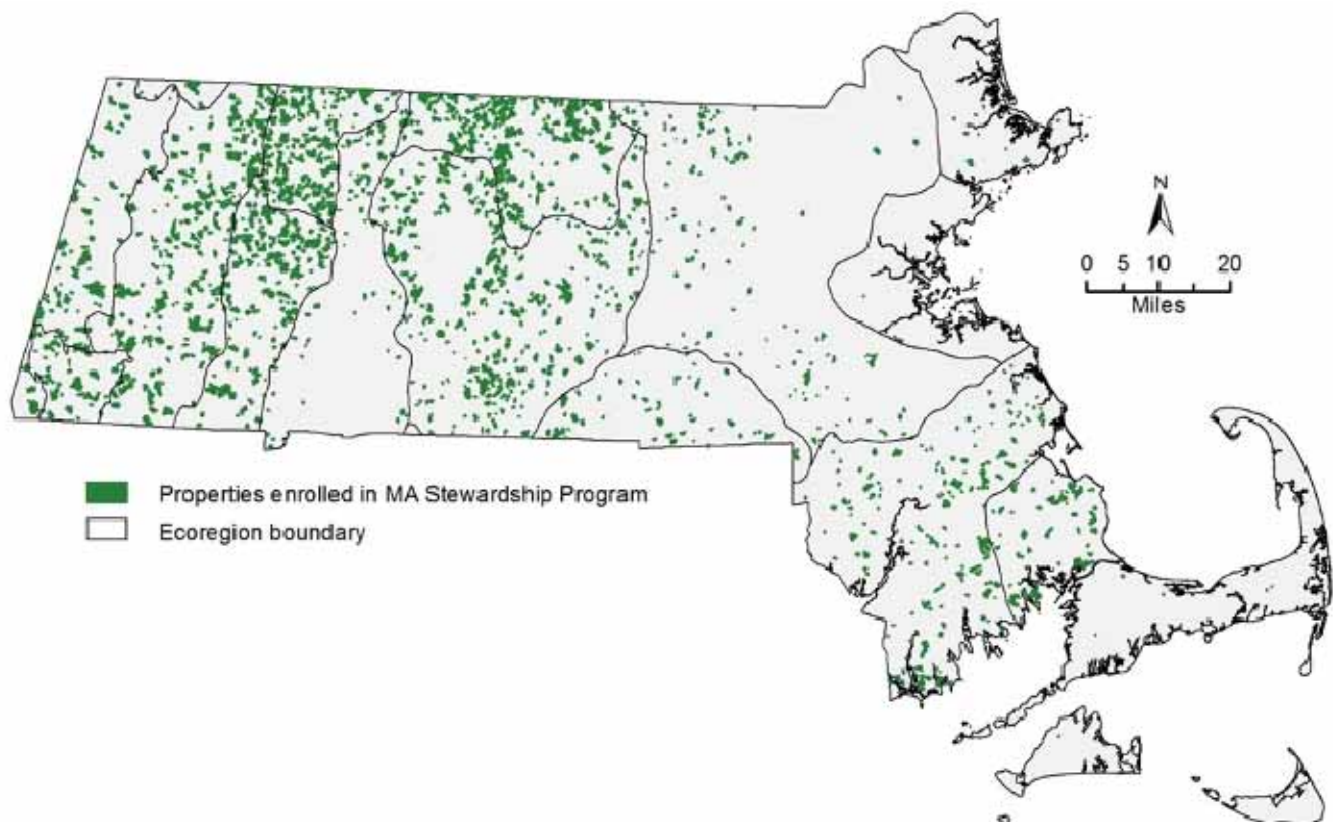 N
0 5 10 20
Miles
Properties enrolled in MA Stewardship Program
Ecoregion boundary